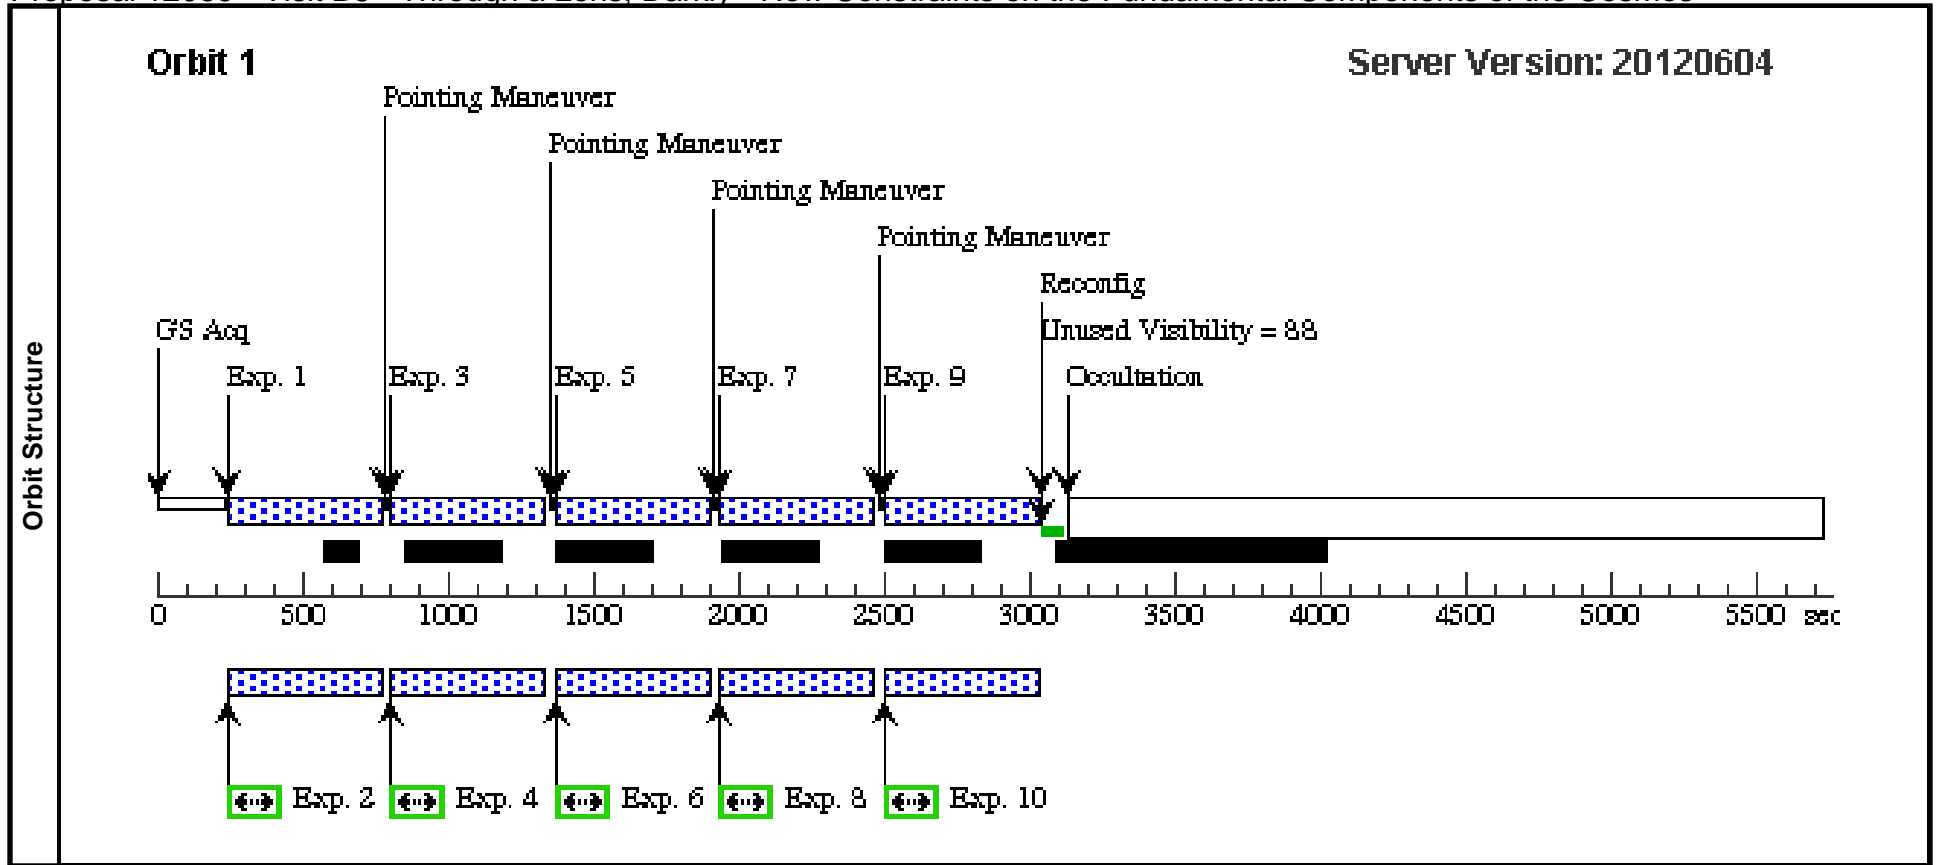 Orbit 1
Server Version: 20120604
Pointing Maneuver
Pointing Maneuver
Pointing Maneuver
Pointing Maneuver
Reconfig
GS Acq
Unused Visibility = 88
Exp. 1
Exp. 3
Exp. 5
Exp. 7
Exp. 9
Occultation
Orbit Structure
0 500 1000 1500 2000 2500 3000 3500 4000 4500 5000 5500 sec
Exp. 2
Exp. 4
Exp. 6
Exp. 8
Exp. 10